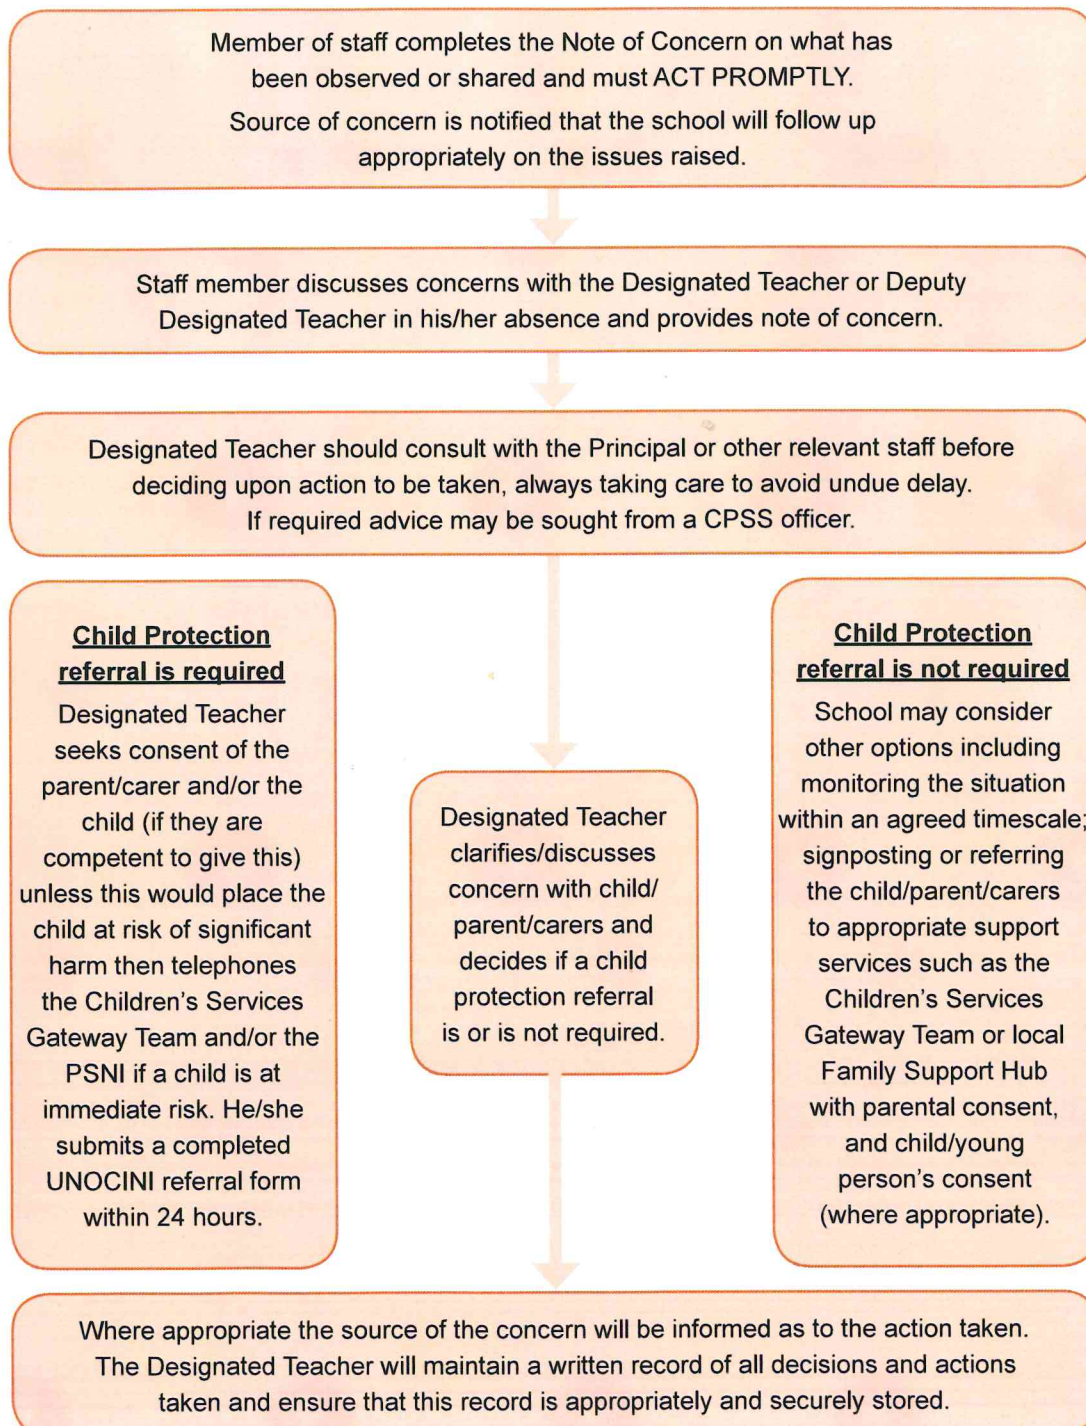 Member of staff completes the Note of Concern on what has
been observed or shared and must ACT PROMPTLY.
Source of concern is notified that the school will follow up
appropriately on the issues raised.
Staff member discusses concerns with the Designated Teacher or Deputy
Designated Teacher in his/her absence and provides note of concern.
Designated Teacher should consult with the Principal or other relevant staff before
deciding upon action to be taken, always taking care to avoid undue delay.
If required advice may be sought from a CPSS officer.
Child Protection
referral is required
Designated Teacher
seeks consent of the
parent/carer and/or the
child (if they are
competent to give this)
unless this would place the
child at risk of significant
harm then telephones
the Children's Services
Gateway Team and/or the
PSNI if a child is at
immediate risk. He/she
submits a completed
UNOCINI referral form
within 24 hours.
Designated Teacher
clarifies/discusses
concern with child/
parent/carers and
decides if a child
protection referral
is or is not required.
Child Protection
referral is not required
School may consider
other options including
monitoring the situation
within an agreed timescale;
signposting or referring
the child/parent/carers
to appropriate support
services such as the
Children's Services
Gateway Team or local
Family Support Hub
with parental consent,
and child/young
person's consent
(where appropriate).
Where appropriate the source of the concern will be informed as to the action taken.
The Designated Teacher will maintain a written record of all decisions and actions
taken and ensure that this record is appropriately and securely stored.